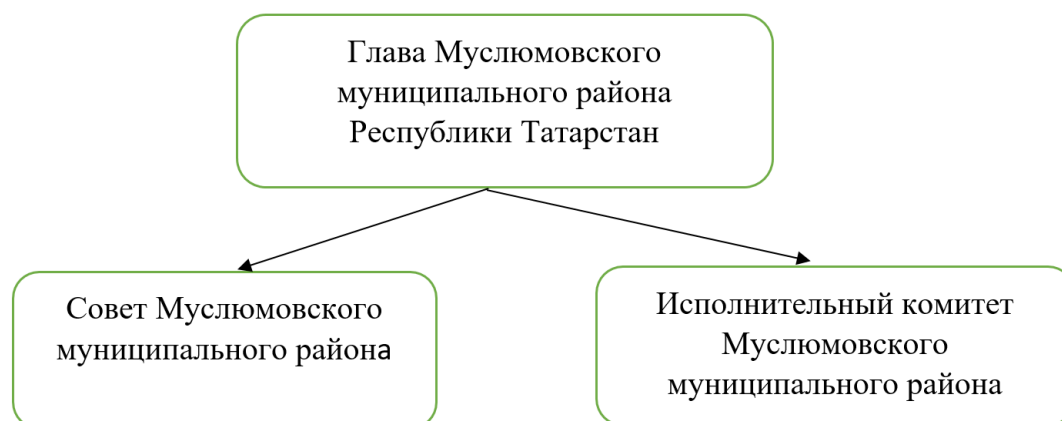 Глава Муслюмовского
муниципального района
Республики Татарстан
Совет Муслюмовского
муниципального района
Исполнительный комитет
Муслюмовского
муниципального района